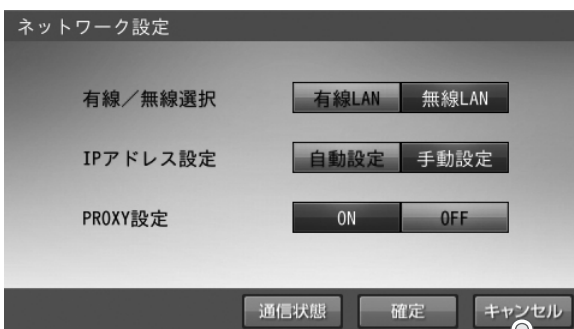 ネットワーク設定
有線／無線選択 有線LAN 無線LAN
IPアドレス設定 自動設定 手動設定
PROXY設定 ON OFF
通信状態 確定 キャンセル